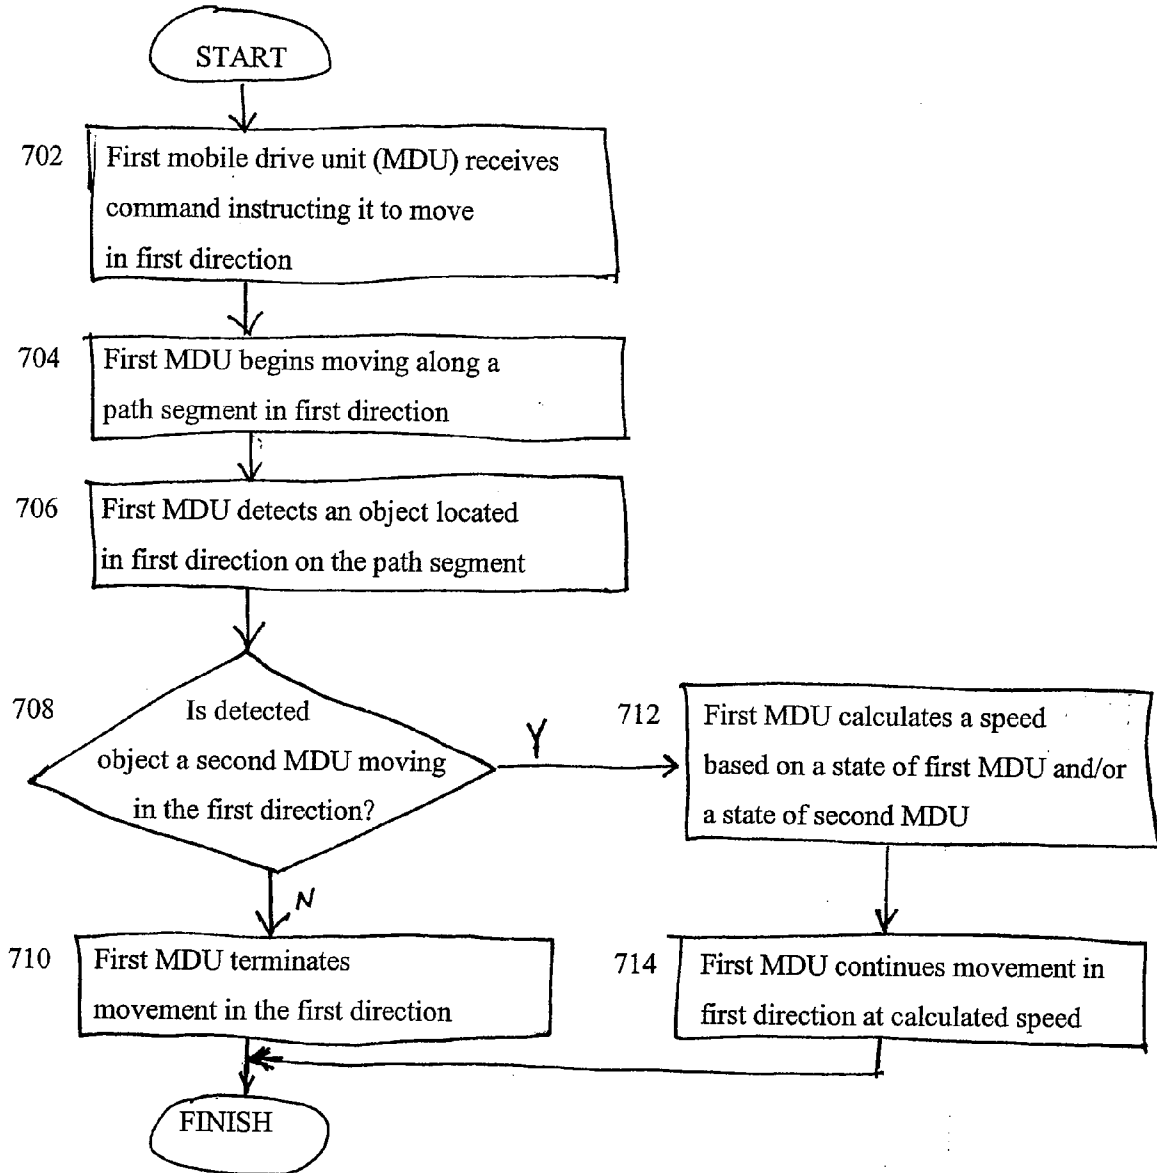 START
702
First mobile drive unit (MDU) receives
command instructing it to move
in first direction
704
First MDU begins moving along a
path segment in first direction
706
First MDU detects an object located
in first direction on the path segment
708
Is detected
object a second MDU moving
in the first direction?
Y
712
First MDU calculates a speed
based on a state of first MDU and/or
a state of second MDU
N
710
First MDU terminates
movement in the first direction
714
First MDU continues movement in
first direction at calculated speed
FINISH